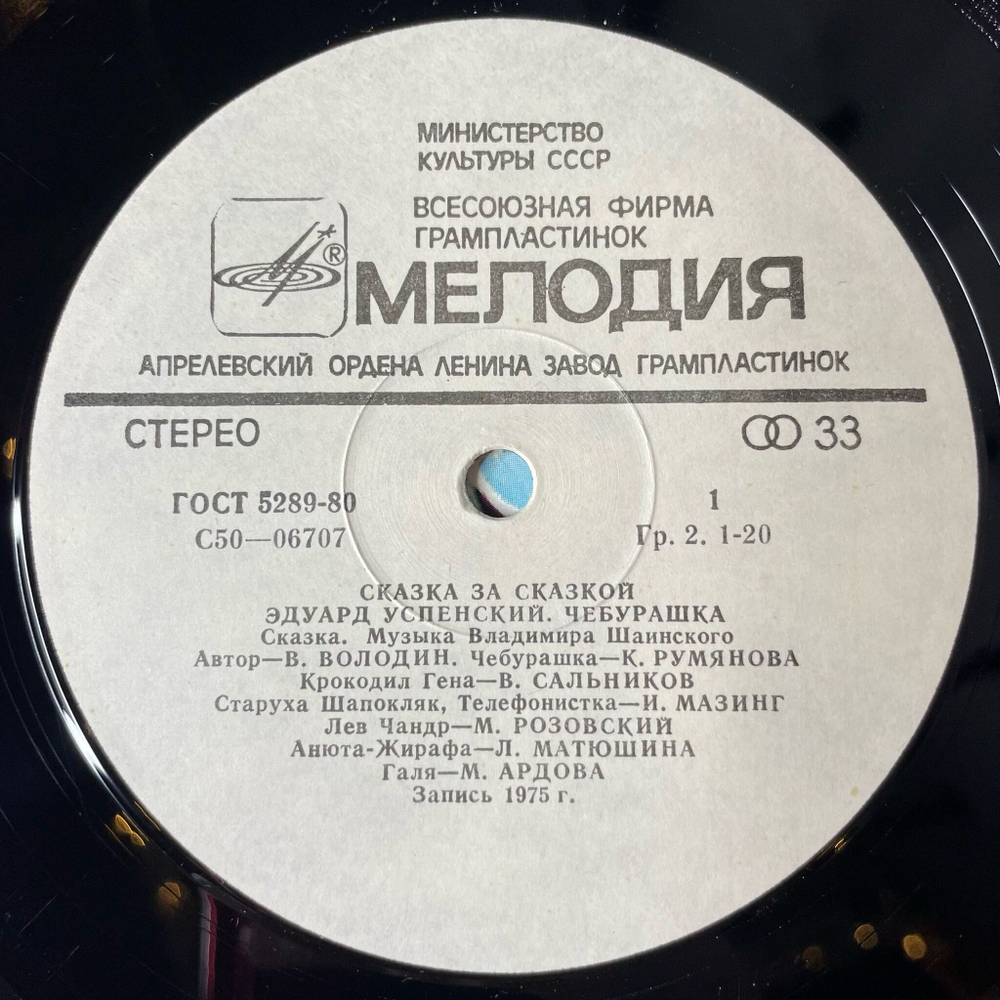 МИНИСТЕРСТВО
КУЛЬТУРЫ СССР
ВСЕСОЮЗНАЯ ФИРМА
ГРАМПЛАСТИНОК
®
МЕЛОДИЯ
АПРЕЛЕВСКИЙ ОРДЕНА ЛЕНИНА ЗАВОД ГРАМПЛАСТИНОК
СТЕРЕО 33
ГОСТ 5289-80 1
С50—06707 Гр. 2. 1-20
СКАЗКА ЗА СКАЗКОЙ
ЭДУАРД УСПЕНСКИЙ. ЧЕБУРАШКА
Сказка. Музыка Владимира Шаинского
Автор—В. ВОЛОДИН. Чебурашка—К. РУМЯНОВА
Крокодил Гена—В. САЛЬНИКОВ
Старуха Шапокляк, Телефонистка—И. МАЗИНГ
Лев Чандр—М. РОЗОВСКИЙ
Анюта-Жирафа—Л. МАТЮШИНА
Галя—М. АРДОВА
Запись 1975 г.